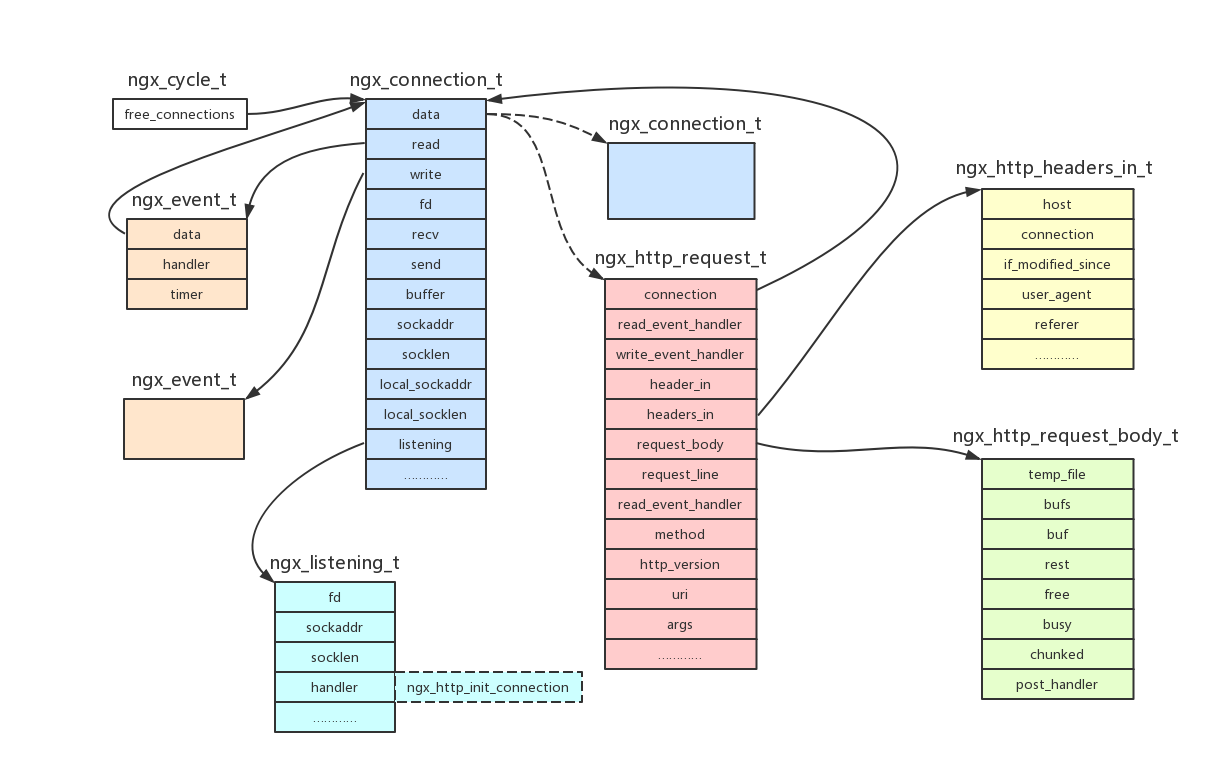 ngx_cycle_t
free_connections
ngx_connection_t
data
read
write
fd
recv
send
buffer
sockaddr
socklen
local_sockaddr
local_socklen
listening
…………
ngx_event_t
data
handler
timer
ngx_event_t
ngx_listening_t
fd
sockaddr
socklen
handler
ngx_http_init_connection
…………
ngx_connection_t
ngx_http_request_t
connection
read_event_handler
write_event_handler
header_in
headers_in
request_body
request_line
read_event_handler
method
http_version
uri
args
…………
ngx_http_headers_in_t
host
connection
if_modified_since
user_agent
referer
…………
ngx_http_request_body_t
temp_file
bufs
buf
rest
free
busy
chunked
post_handler